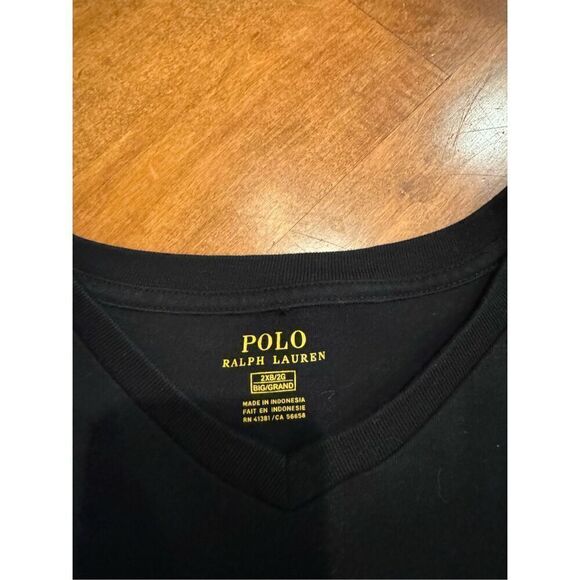 POLO
RALPH LAUREN
2XB/2G
BIG/GRAND
MADE IN INDONESIA
FAIT EN INDONESIE
RN 41381 / CA 56658